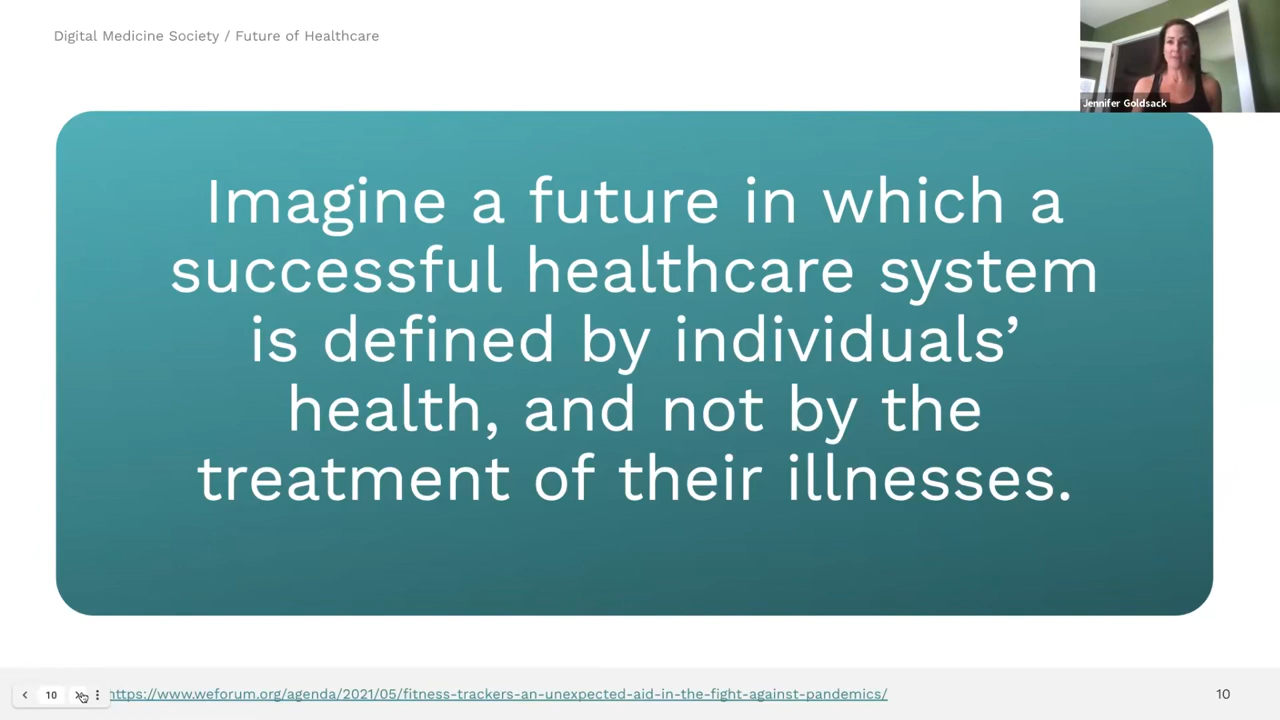 Digital Medicine Society / Future of Healthcare
Jennifer Goldsack
Imagine a future in which a
successful healthcare system
is defined by individuals’
health, and not by the
treatment of their illnesses.
10
https://www.weforum.org/agenda/2021/05/fitness-trackers-an-unexpected-aid-in-the-fight-against-pandemics/
10